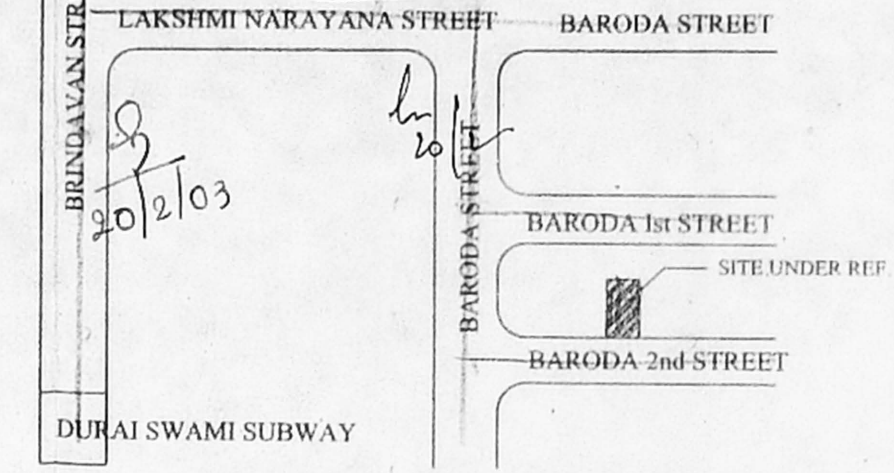 LAKSHMI NARAYANA STREET
BARODA STREET
BRINDAVAN STR
20/2/03
20
BARODA STREET
BARODA 1st STREET
SITE UNDER REF.
BARODA 2nd STREET
DURAI SWAMI SUBWAY